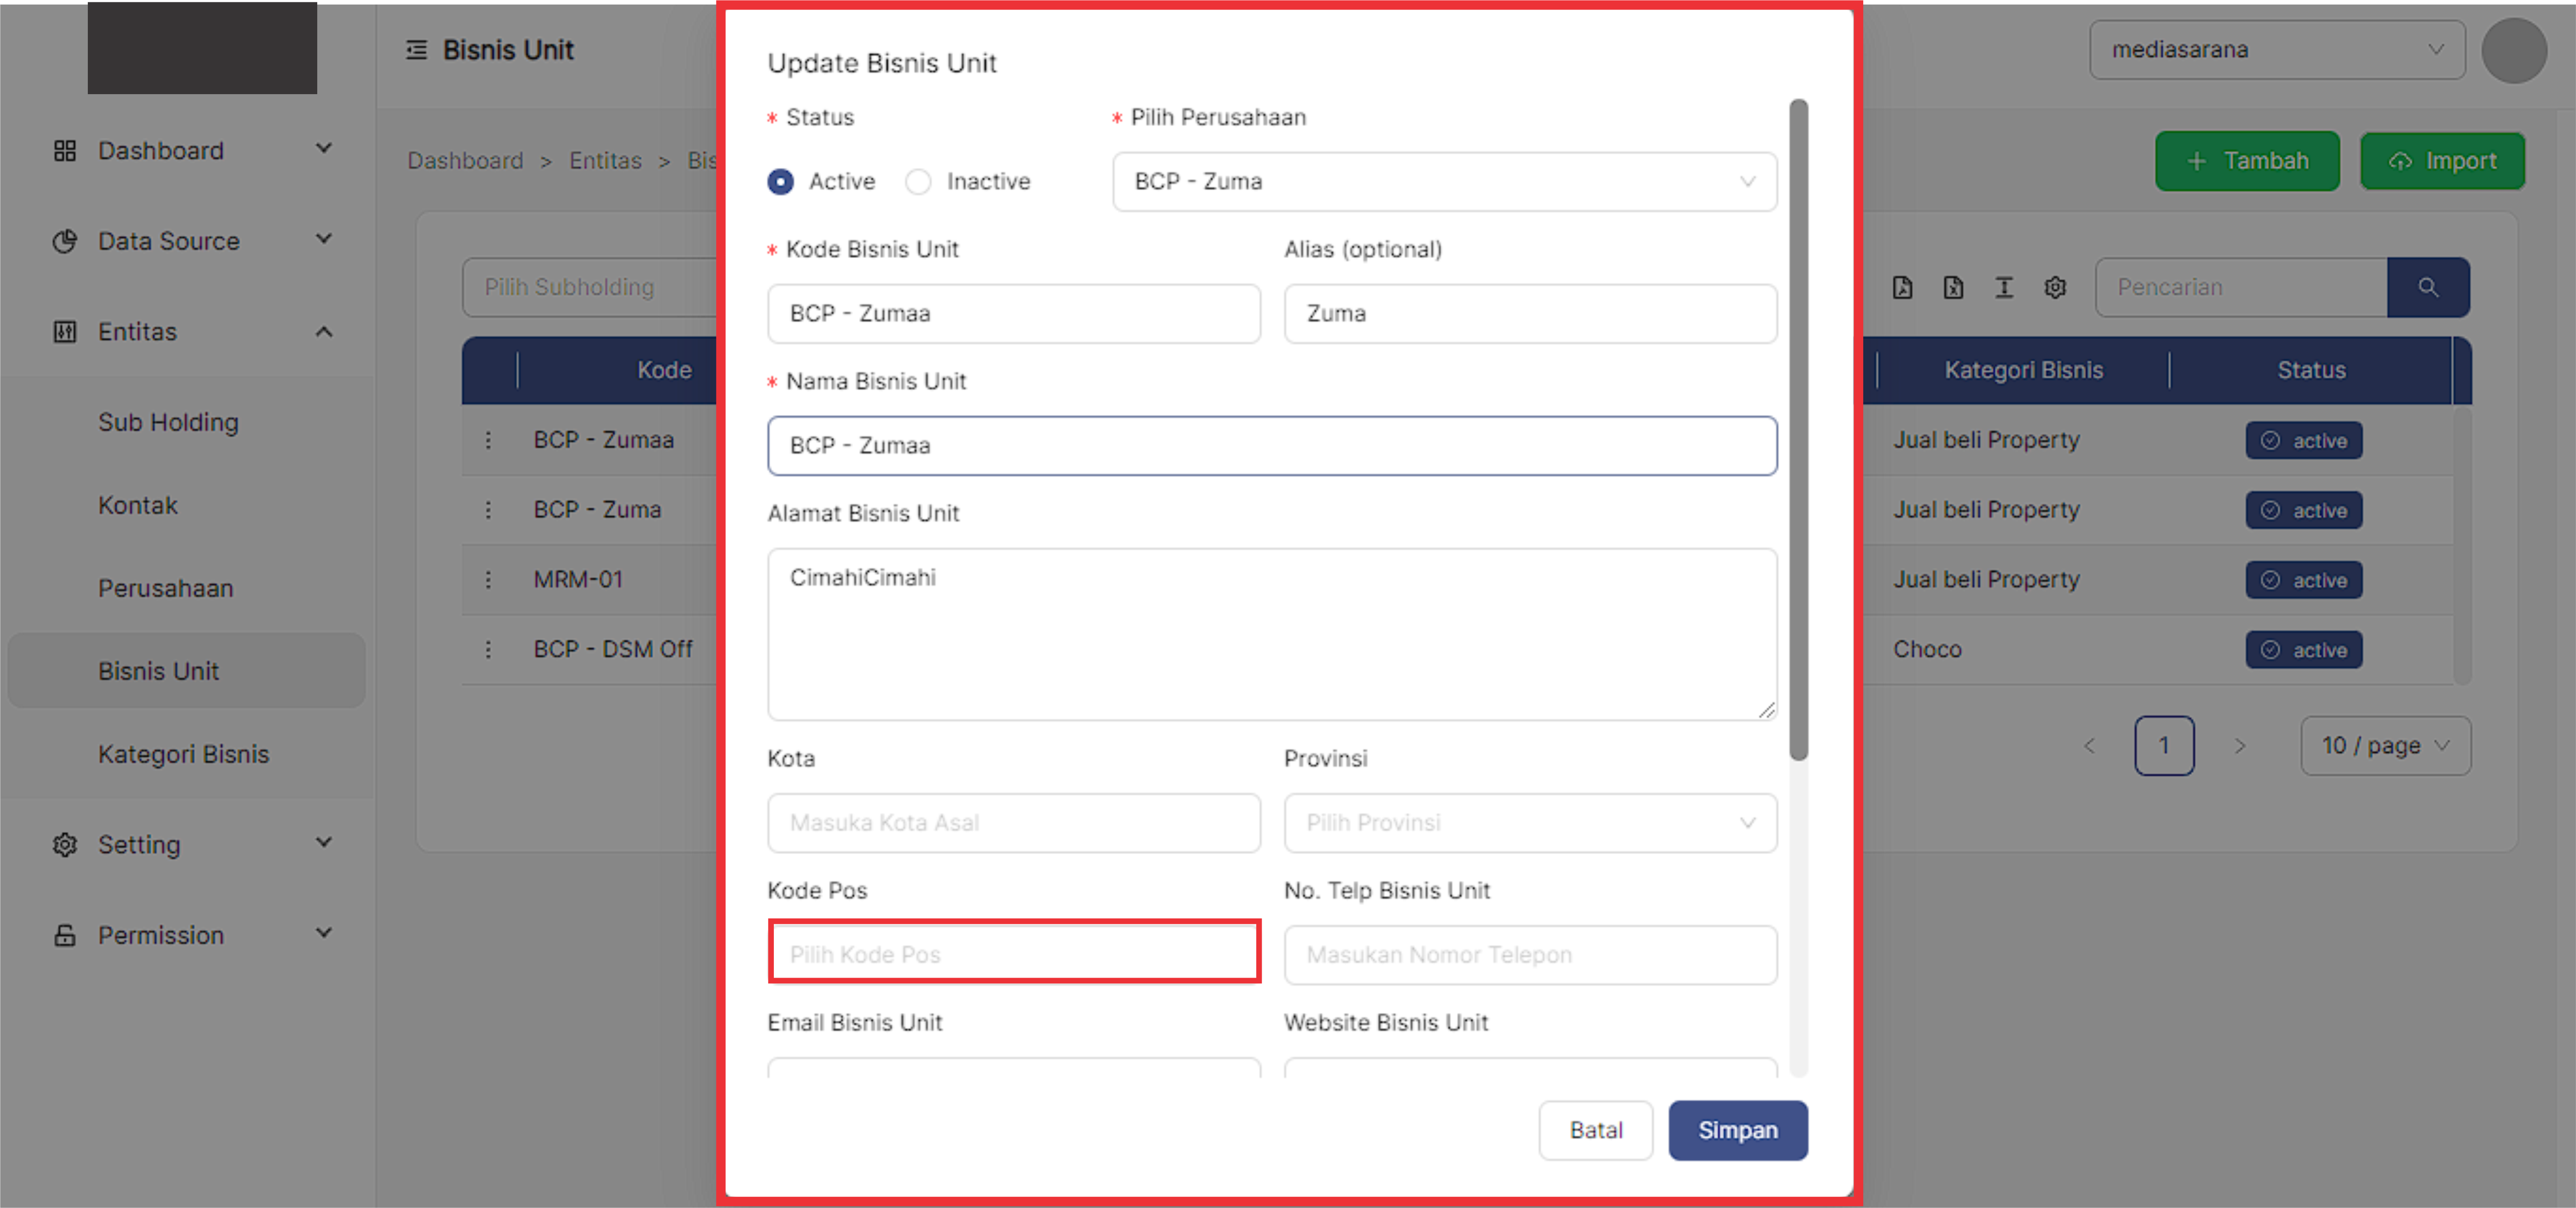 Bisnis Unit
mediasarana
Dashboard
Data Source
Entitas
Sub Holding
Kontak
Perusahaan
Bisnis Unit
Kategori Bisnis
Setting
Permission
Dashboard > Entitas > Bis
+ Tambah
Import
Pilih Subholding
Pencarian
Kode
Kategori Bisnis
Status
BCP - Zumaa
Jual beli Property
active
BCP - Zuma
Jual beli Property
active
MRM-01
Jual beli Property
active
BCP - DSM Off
Choco
active
< 1 >
10 / page
Update Bisnis Unit
* Status
* Pilih Perusahaan
Active
Inactive
BCP - Zuma
* Kode Bisnis Unit
Alias (optional)
BCP - Zumaa
Zuma
* Nama Bisnis Unit
BCP - Zumaa
Alamat Bisnis Unit
CimahiCimahi
Kota
Provinsi
Masuka Kota Asal
Pilih Provinsi
Kode Pos
No. Telp Bisnis Unit
Pilih Kode Pos
Masukan Nomor Telepon
Email Bisnis Unit
Website Bisnis Unit
Batal
Simpan